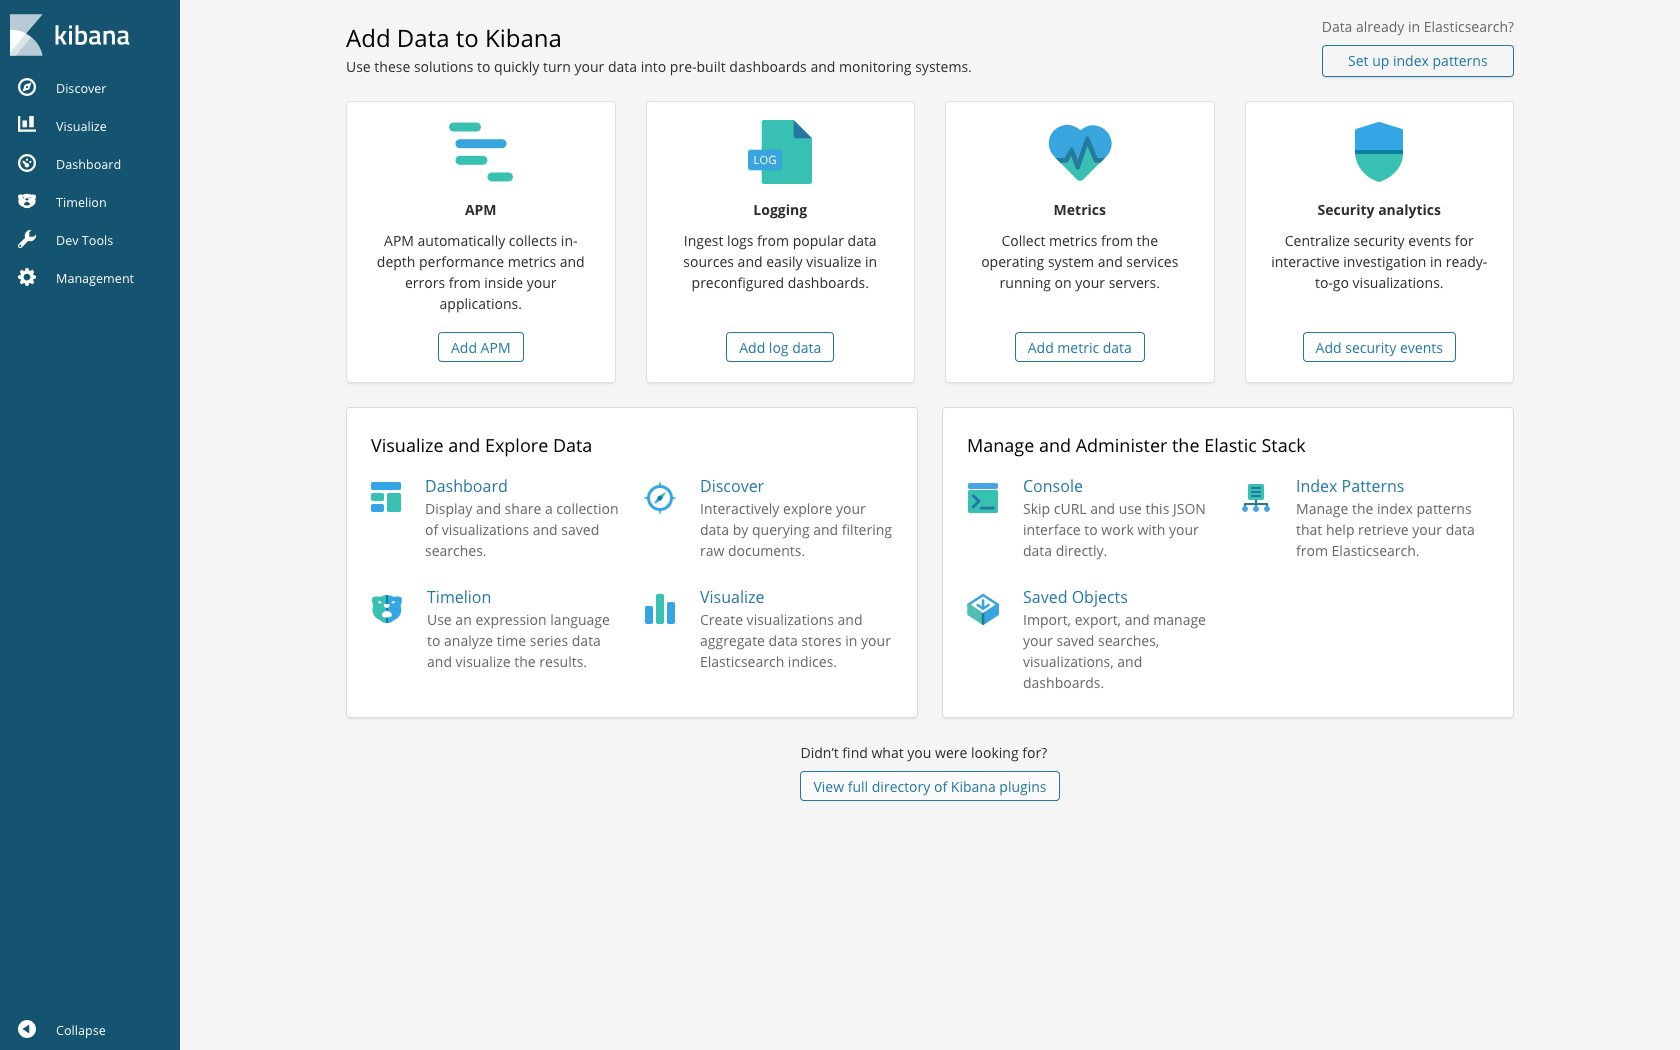 kibana
Discover
Visualize
Dashboard
Timelion
Dev Tools
Management
Collapse
Add Data to Kibana
Use these solutions to quickly turn your data into pre-built dashboards and monitoring systems.
Data already in Elasticsearch?
Set up index patterns
APM
APM automatically collects in-
depth performance metrics and
errors from inside your
applications.
Add APM
LOG
Logging
Ingest logs from popular data
sources and easily visualize in
preconfigured dashboards.
Add log data
Metrics
Collect metrics from the
operating system and services
running on your servers.
Add metric data
Security analytics
Centralize security events for
interactive investigation in ready-
to-go visualizations.
Add security events
Visualize and Explore Data
Dashboard
Display and share a collection
of visualizations and saved
searches.
Discover
Interactively explore your
data by querying and filtering
raw documents.
Timelion
Use an expression language
to analyze time series data
and visualize the results.
Visualize
Create visualizations and
aggregate data stores in your
Elasticsearch indices.
Manage and Administer the Elastic Stack
Console
Skip cURL and use this JSON
interface to work with your
data directly.
Index Patterns
Manage the index patterns
that help retrieve your data
from Elasticsearch.
Saved Objects
Import, export, and manage
your saved searches,
visualizations, and
dashboards.
Didn’t find what you were looking for?
View full directory of Kibana plugins